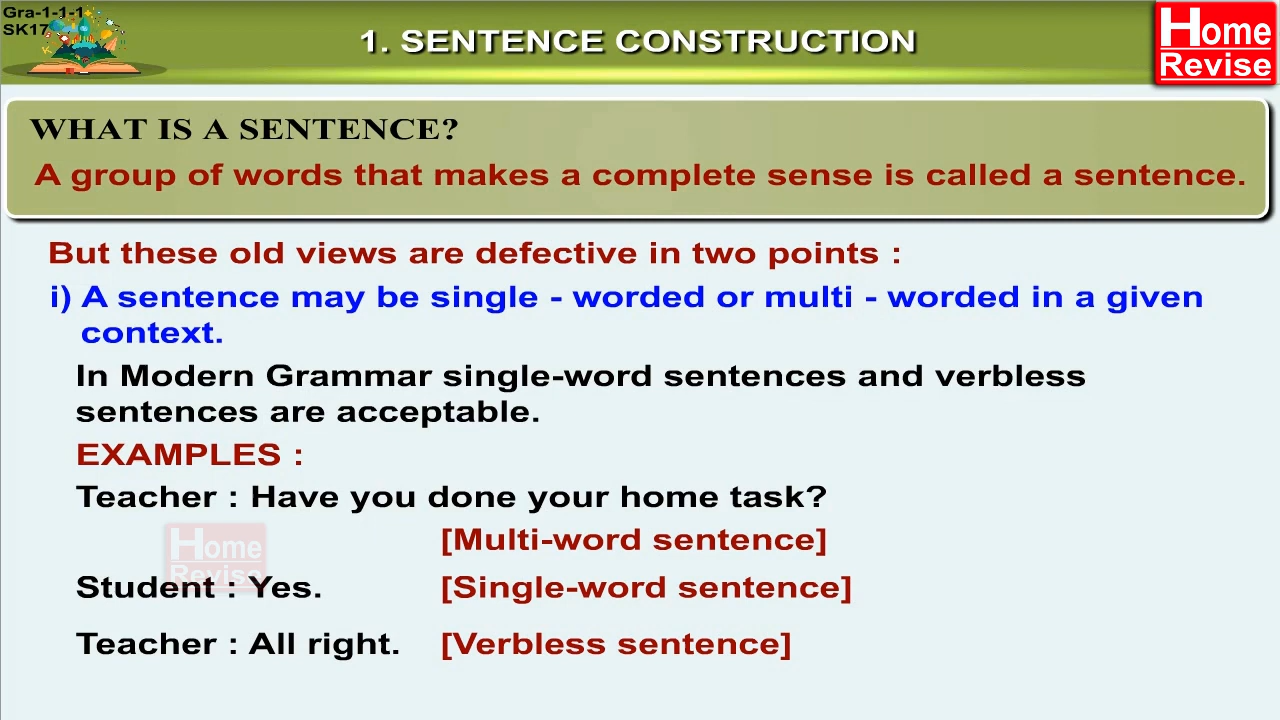 Gra-1-1-1
SK17
1. SENTENCE CONSTRUCTION
Home
Revise
WHAT IS A SENTENCE?
A group of words that makes a complete sense is called a sentence.
But these old views are defective in two points :
i) A sentence may be single - worded or multi - worded in a given
context.
In Modern Grammar single-word sentences and verbless
sentences are acceptable.
EXAMPLES :
Teacher : Have you done your home task?
[Multi-word sentence]
Home
Revise
Student : Yes. [Single-word sentence]
Teacher : All right. [Verbless sentence]